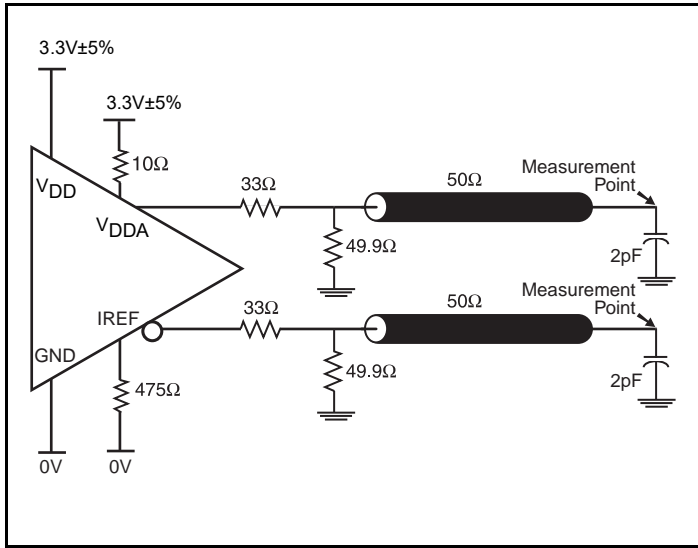 3.3V±5%
3.3V±5%
10Ω
VDD
VDDA
33Ω
50Ω
Measurement
Point
49.9Ω
2pF
IREF
33Ω
50Ω
Measurement
Point
GND
475Ω
49.9Ω
2pF
0V
0V